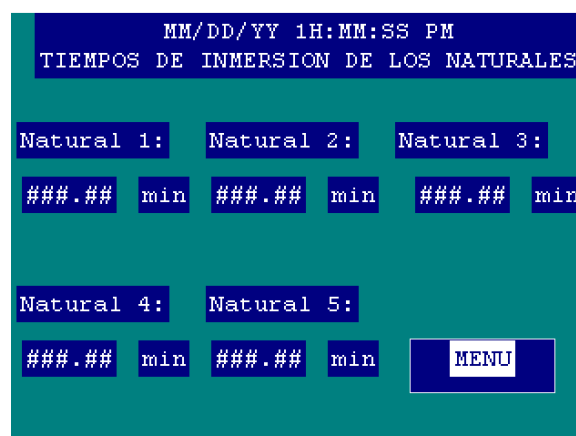 MM/DD/YY 1H:MM:SS PM
TIEMPOS DE INMERSION DE LOS NATURALES
Natural 1: Natural 2: Natural 3:
###.## min ###.## min ###.## min
Natural 4: Natural 5:
###.## min ###.## min MENU